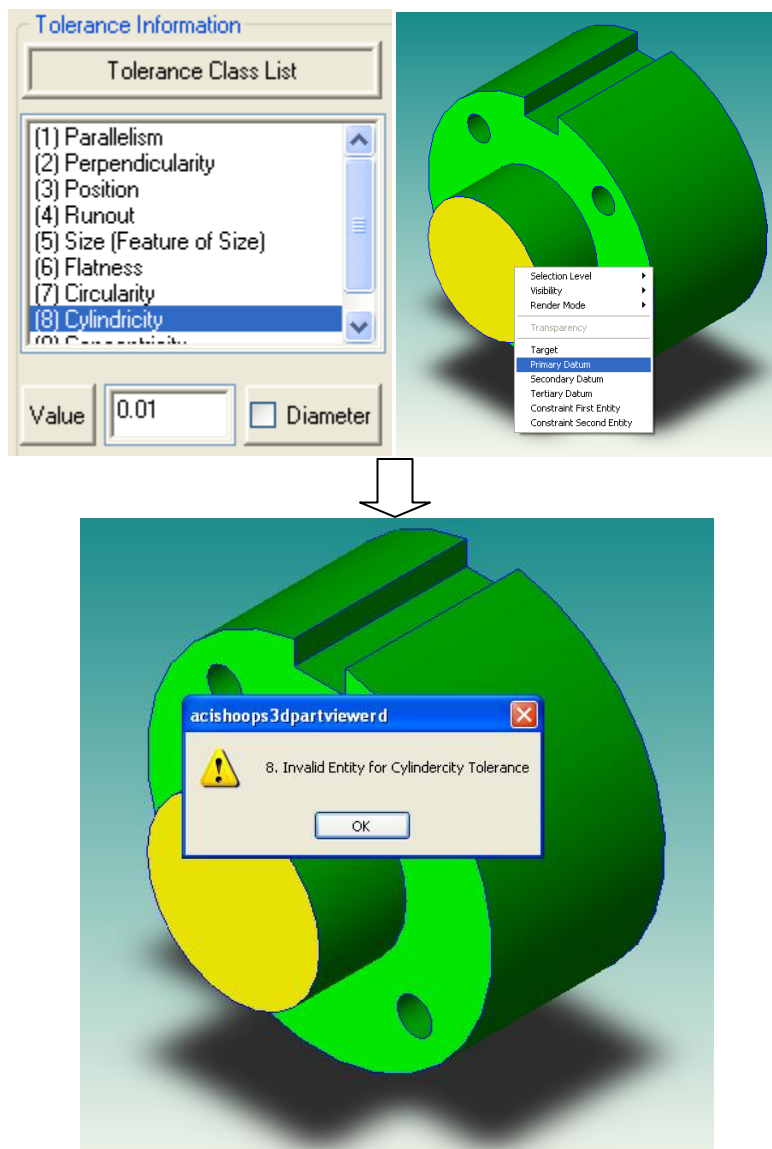 Tolerance Information
Tolerance Class List
(1) Parallelism
(2) Perpendicularity
(3) Position
(4) Runout
(5) Size (Feature of Size)
(6) Flatness
(7) Circularity
(8) Cylindricity
Value
0.01
Diameter
Selection Level
Visibility
Render Mode
Transparency
Target
Primary Datum
Secondary Datum
Tertiary Datum
Constraint First Entity
Constraint Second Entity
acishoops3dpartviewerd
8. Invalid Entity for Cylindercity Tolerance
OK